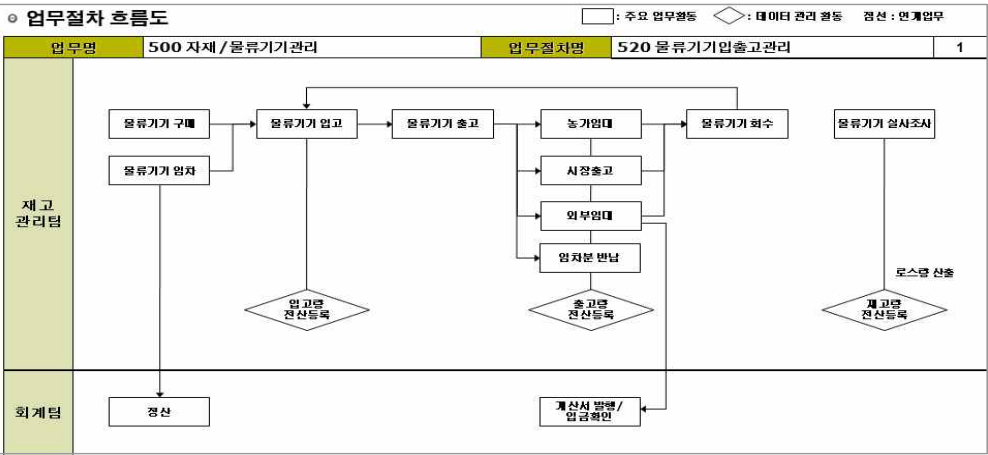 업무절차 흐름도
: 주요 업무활동
: 데이터 관리 활동
점선 : 연계업무
업무명
500 자재/물류기기관리
업무절차명
520 물류기기입출고관리
1
재고
관리팀
물류기기 구매
물류기기 입고
물류기기 출고
농가임대
물류기기 회수
물류기기 실사조사
물류기기 임차
시장출고
외부임대
임차분 반납
로스량 산출
입고량
전산등록
출고량
전산등록
재고량
전산등록
회계팀
정산
계산서 발행/
입금확인